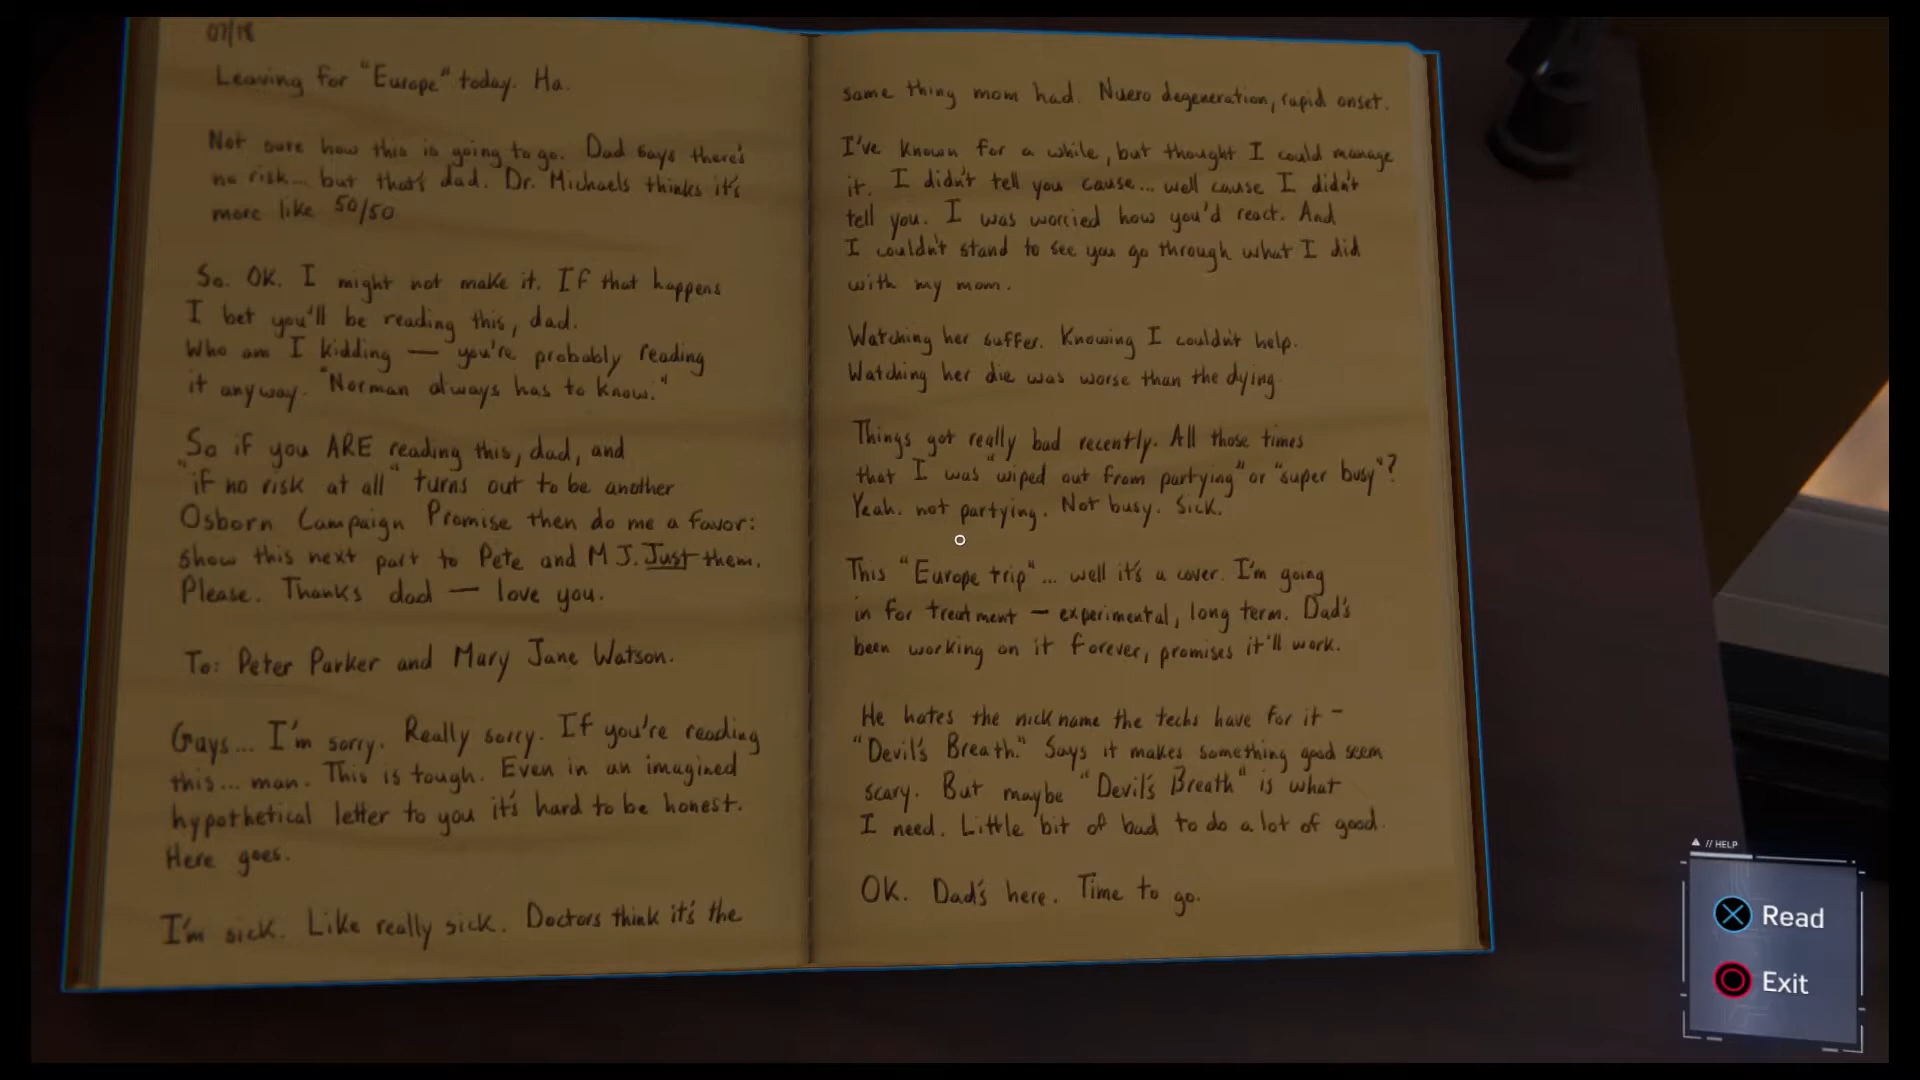 07/18
Leaving for "Europe" today. Ha.
Not sure how this is going to go. Dad says there's
no risk... but that's dad. Dr. Michaels thinks it's
more like 50/50
So. OK. I might not make it. If that happens
I bet you'll be reading this, dad.
Who am I kidding — you're probably reading
it anyway. "Norman always has to know."
So if you ARE reading this, dad, and
"if no risk at all" turns out to be another
Osborn Campaign Promise then do me a favor:
show this next part to Pete and MJ. Just them.
Please. Thanks dad — love you.
To: Peter Parker and Mary Jane Watson.
Guys... I'm sorry. Really sorry. If you're reading
this... man. This is tough. Even in an imagined
hypothetical letter to you it's hard to be honest.
Here goes.
I'm sick. Like really sick. Doctors think it's the
same thing mom had. Nuero degeneration, rapid onset.
I've known for a while, but thought I could manage
it. I didn't tell you cause... well cause I didn't
tell you. I was worried how you'd react. And
I couldn't stand to see you go through what I did
with my mom.
Watching her suffer. Knowing I couldn't help.
Watching her die was worse than the dying.
Things got really bad recently. All those times
that I was "wiped out from partying" or "super busy"?
Yeah. not partying. Not busy. Sick.
This "Europe trip"... well it's a cover. I'm going
in for treatment — experimental, long term. Dad's
been working on it forever, promises it'll work.
He hates the nickname the techs have for it -
"Devil's Breath." Says it makes something good seem
scary. But maybe "Devil's Breath" is what
I need. Little bit of bad to do a lot of good.
OK. Dad's here. Time to go.
// HELP
Read
Exit